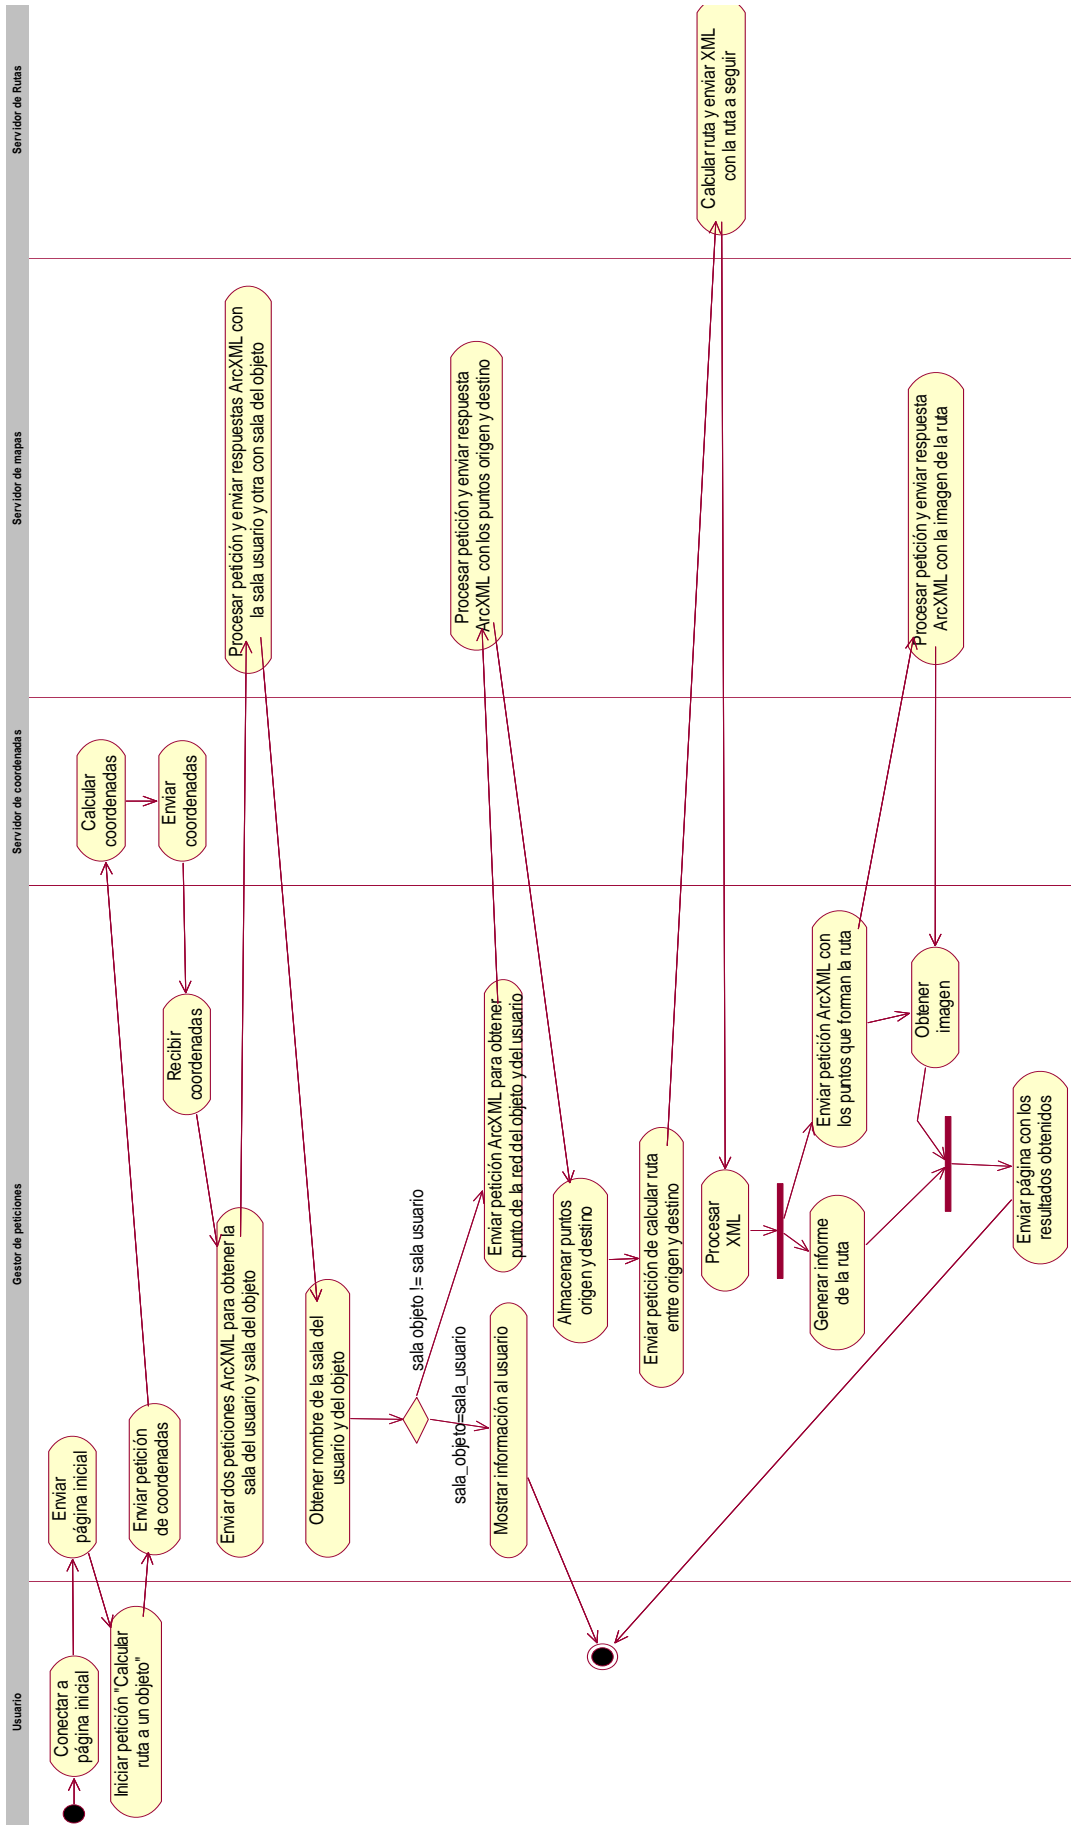 Usuario
Gestor de peticiones
Servidor de coordenadas
Servidor de mapas
Servidor de Rutas
Conectar a
página inicial
Enviar
página inicial
Iniciar petición "Calcular
ruta a un objeto"
Enviar petición
de coordenadas
Calcular
coordenadas
Enviar
coordenadas
Recibir
coordenadas
Enviar dos peticiones ArcXML para obtener la
sala del usuario y sala del objeto
Procesar petición y enviar respuestas ArcXML con
la sala usuario y otra con sala del objeto
Obtener nombre de la sala del
usuario y del objeto
sala objeto != sala usuario
sala_objeto=sala_usuario
Mostrar información al usuario
Enviar petición ArcXML para obtener
punto de la red del objeto y del usuario
Procesar petición y enviar respuesta
ArcXML con los puntos origen y destino
Almacenar puntos
origen y destino
Enviar petición de calcular ruta
entre origen y destino
Calcular ruta y enviar XML
con la ruta a seguir
Procesar
XML
Generar informe
de la ruta
Enviar petición ArcXML con
los puntos que forman la ruta
Procesar petición y enviar respuesta
ArcXML con la imagen de la ruta
Obtener
imagen
Enviar página con los
resultados obtenidos